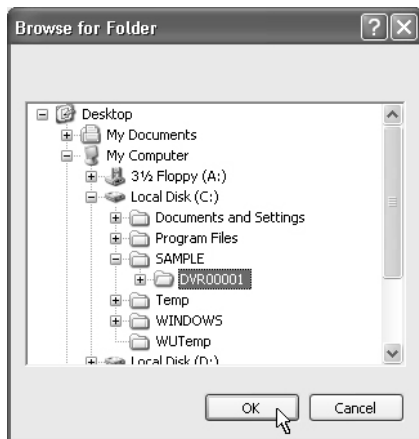 Browse for Folder
Desktop
My Documents
My Computer
3½ Floppy (A:)
Local Disk (C:)
Documents and Settings
Program Files
SAMPLE
DVR00001
Temp
WINDOWS
WUTemp
Local Disk (D:)
OK
Cancel